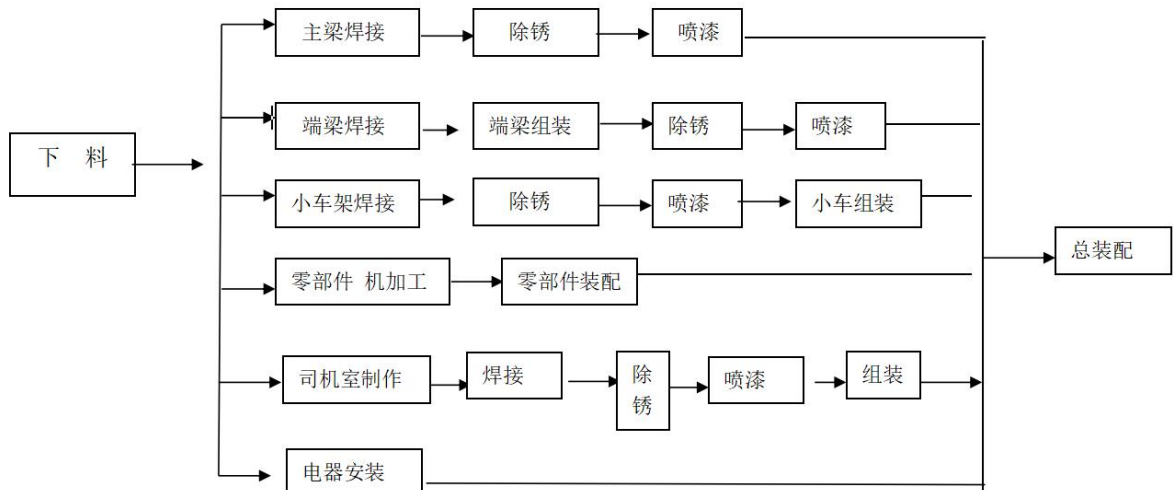 主梁焊接
除锈
喷漆
端梁焊接
端梁组装
除锈
喷漆
下 料
小车架焊接
除锈
喷漆
小车组装
总装配
零部件 机加工
零部件装配
司机室制作
焊接
除
锈
喷漆
组装
电器安装